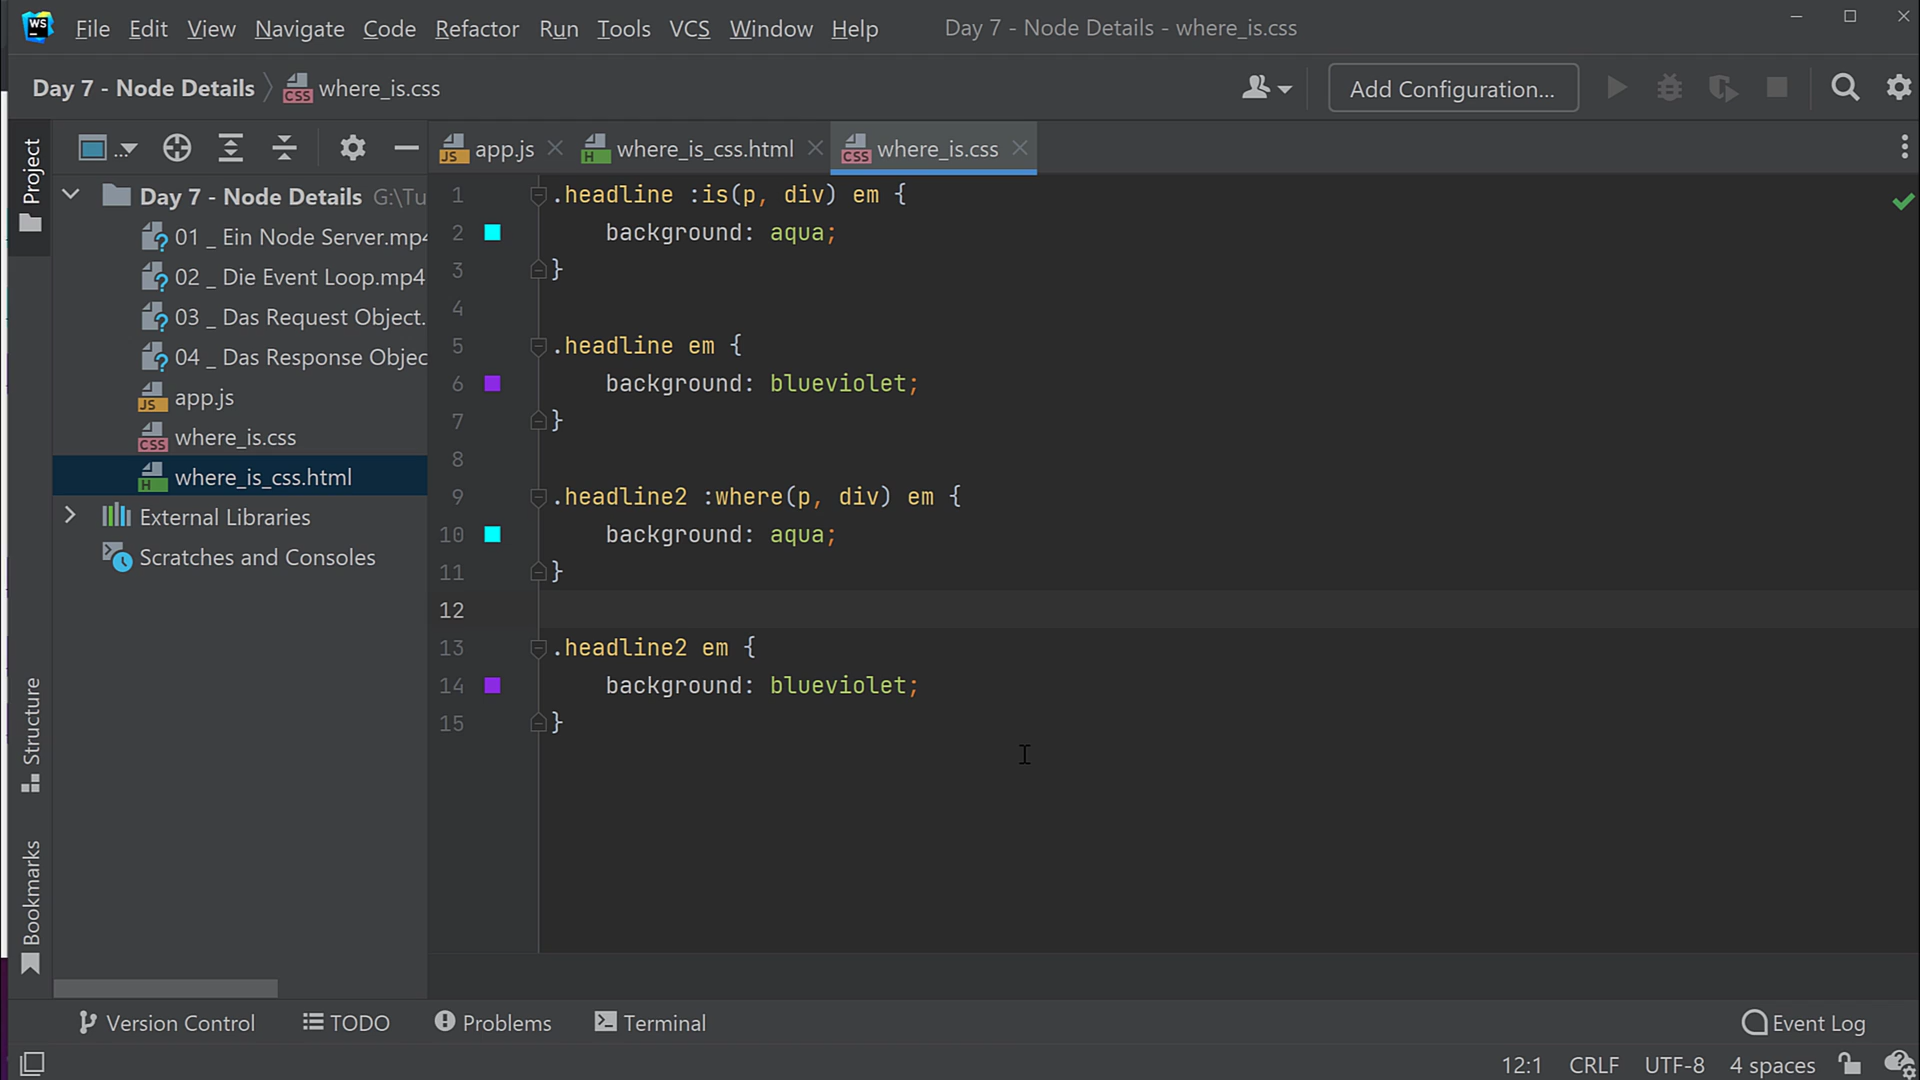 WS File Edit View Navigate Code Refactor Run Tools VCS Window Help Day 7 - Node Details - where_is.css
Day 7 - Node Details where_is.css Add Configuration...
Project
app.js where_is_css.html where_is.css
Day 7 - Node Details G:\Tu
01 _ Ein Node Server.mp4
02 _ Die Event Loop.mp4
03 _ Das Request Object.
04 _ Das Response Objec
app.js
where_is.css
where_is_css.html
External Libraries
Scratches and Consoles
1 .headline :is(p, div) em {
2 background: aqua;
3 }
4
5 .headline em {
6 background: blueviolet;
7 }
8
9 .headline2 :where(p, div) em {
10 background: aqua;
11 }
12
13 .headline2 em {
14 background: blueviolet;
15 }
Structure
Bookmarks
Version Control TODO Problems Terminal Event Log
12:1 CRLF UTF-8 4 spaces